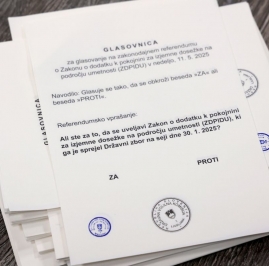 GLASOVNICA
za glasovanje na zakonodajnem referendumu
o Zakonu o dodatku k pokojnini za izjemne dosežke na
področju umetnosti (ZDPIDU) v nedeljo, 11. 5. 2025
Navodilo: Glasuje se tako, da se obkroži beseda »ZA« ali
beseda »PROTI«.
Referendumsko vprašanje:
Ali ste za to, da se uveljavi Zakon o dodatku k pokojnini
za izjemne dosežke na področju umetnosti (ZDPIDU), ki
ga je sprejel Državni zbor na seji dne 30. 1. 2025?
ZA PROTI